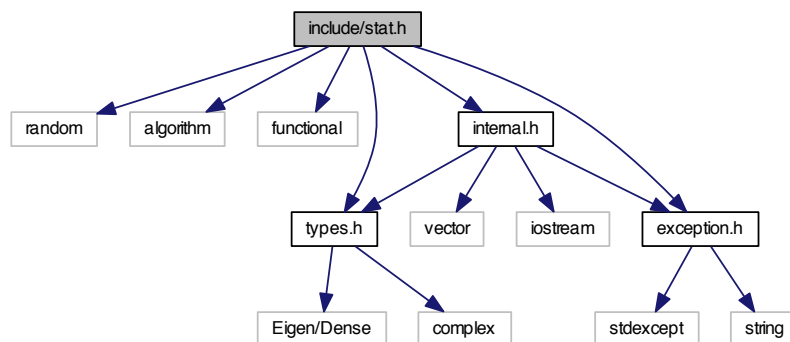 include/stat.h
random
algorithm
functional
internal.h
types.h
vector
iostream
exception.h
Eigen/Dense
complex
stdexcept
string